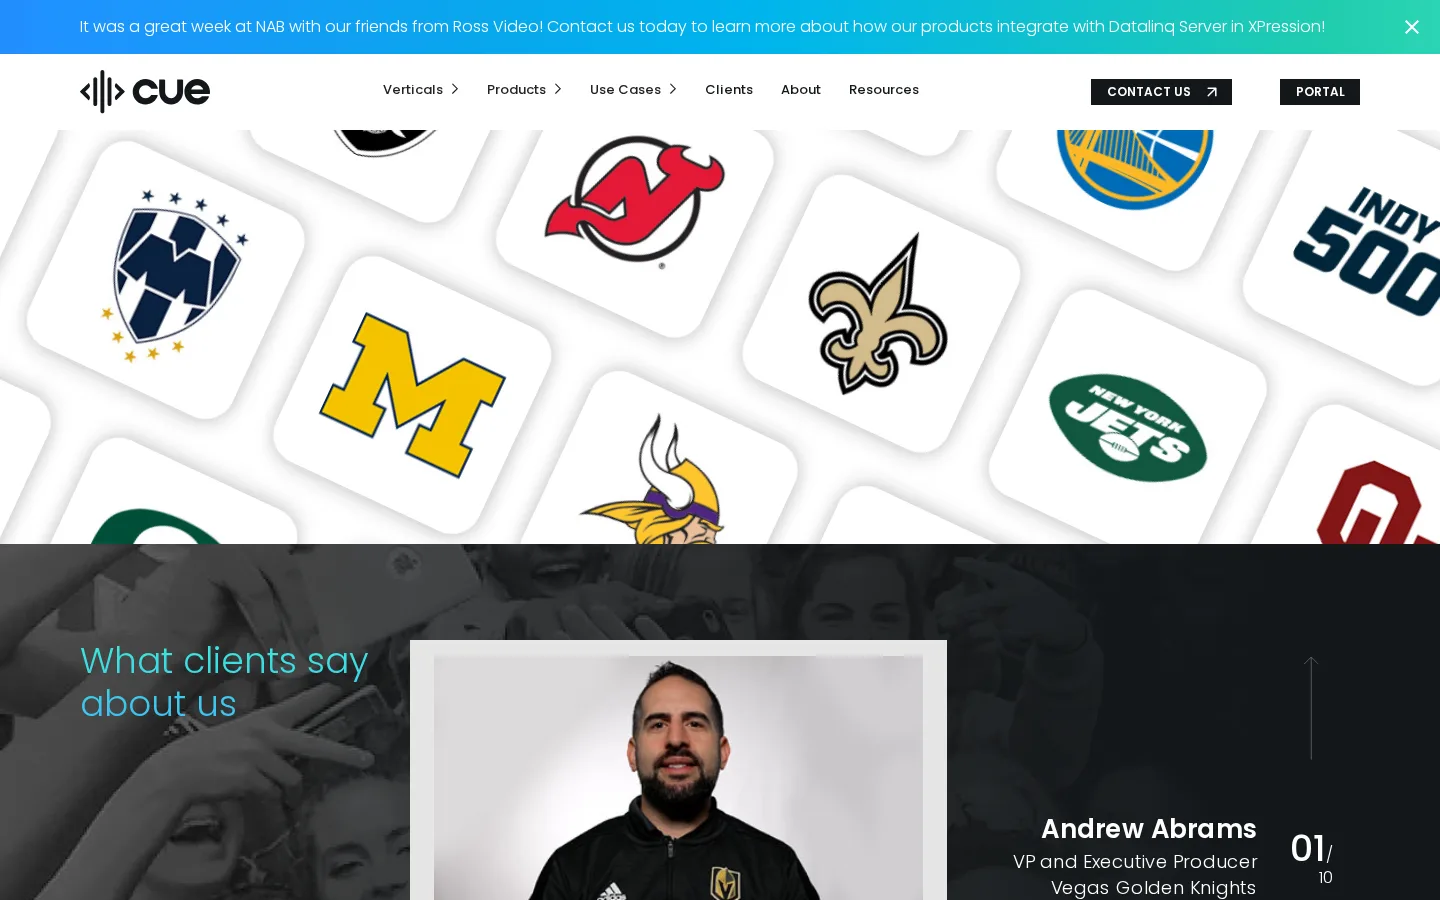 It was a great week at NAB with our friends from Ross Video! Contact us today to learn more about how our products integrate with Datalinq Server in XPression!
cue
Verticals
Products
Use Cases
Clients
About
Resources
CONTACT US
PORTAL
INDY
500
M
NEW YORK
JETS
What clients say
about us
Andrew Abrams
VP and Executive Producer
Vegas Golden Knights
01/
10